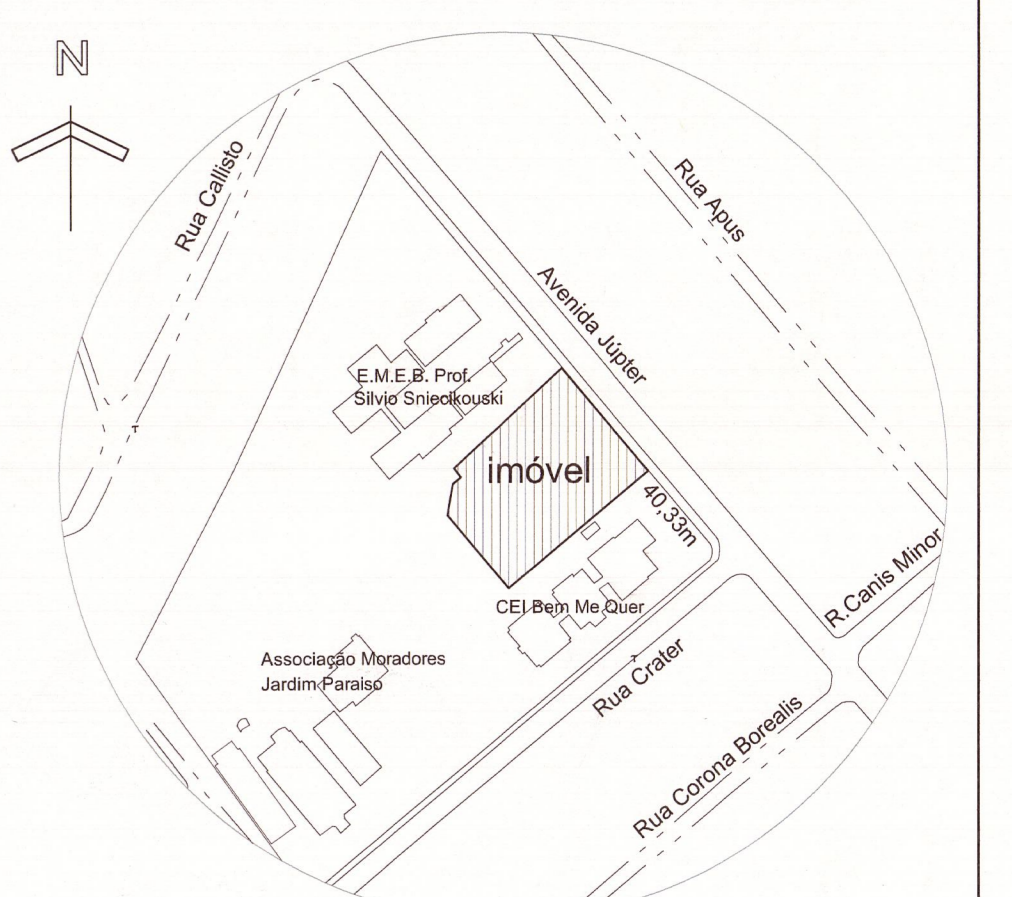 N
Rua Callisto
Rua Apus
Avenida Júpter
E.M.E.B. Prof.
Silvio Sniecikouski
imóvel
40,33m
R.Canis Minor
CEI Bem Me Quer
Associação Moradores
Jardim Paraiso
Rua Crater
Rua Corona Borealis